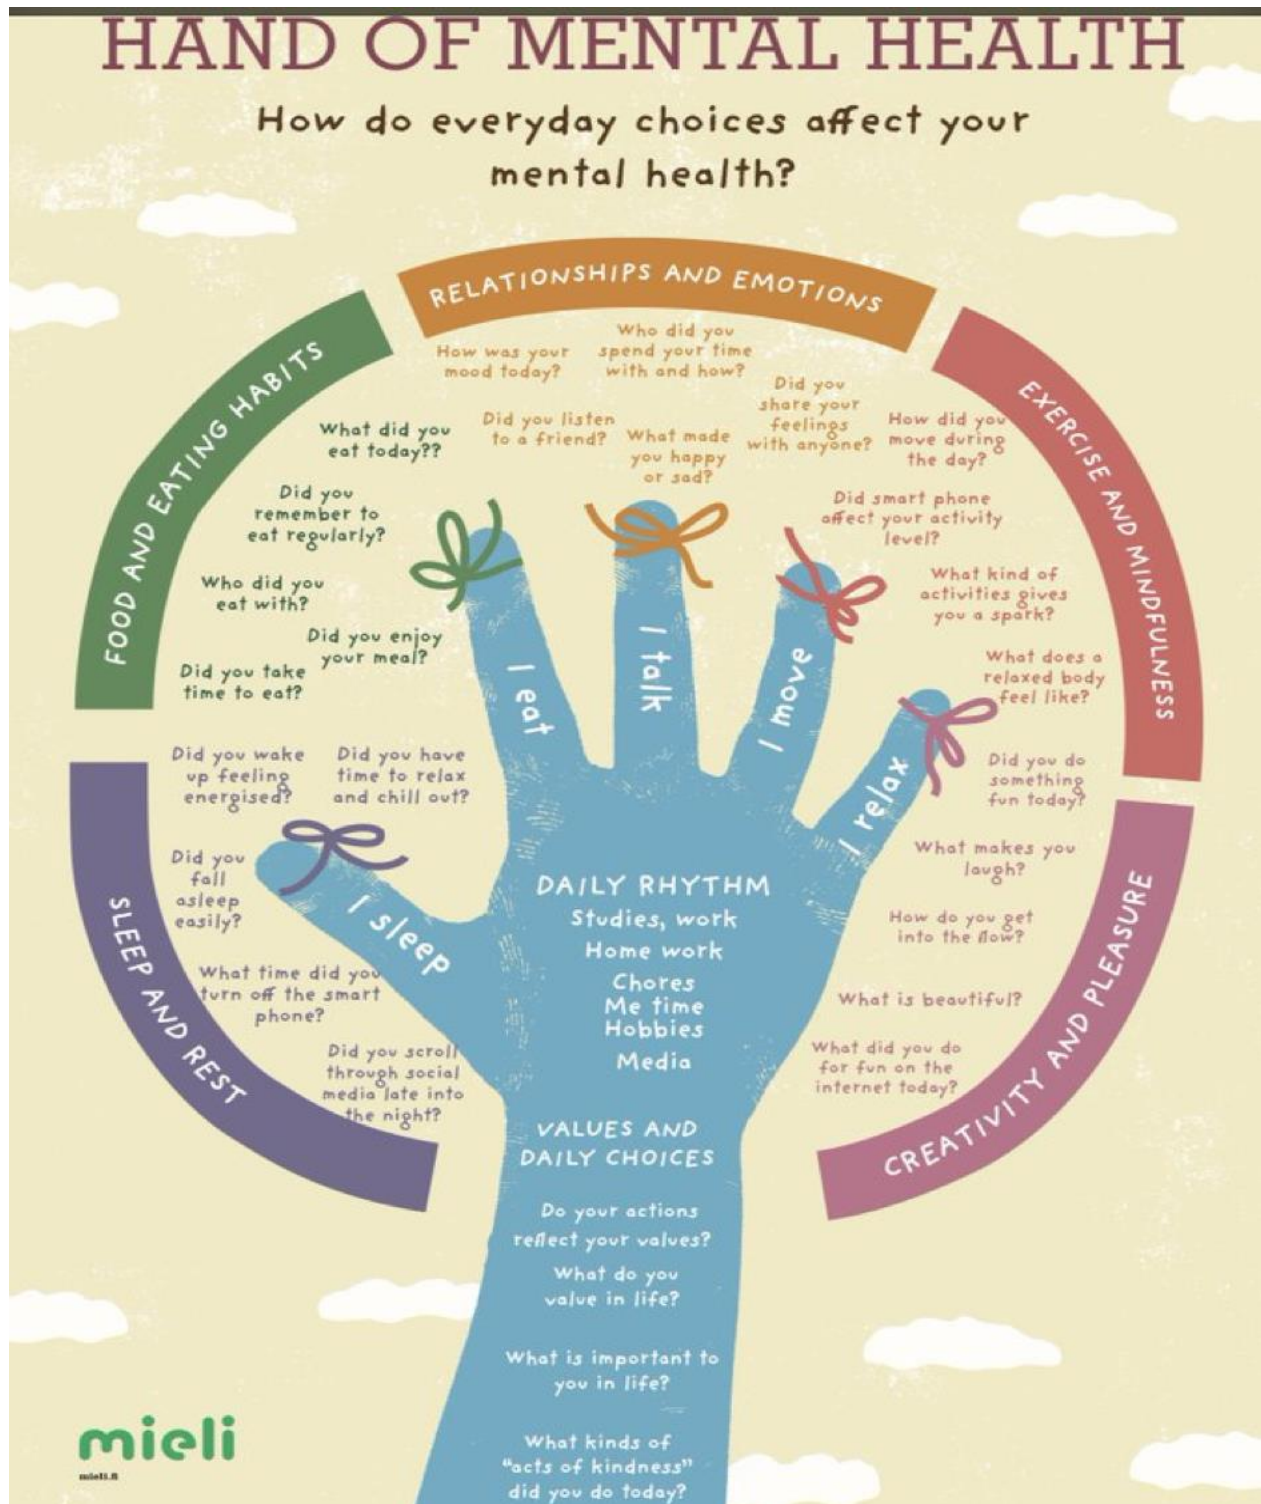 HAND OF MENTAL HEALTH
How do everyday choices affect your
mental health?
RELATIONSHIPS AND EMOTIONS
How was your
mood today?
Who did you
spend your time
with and how?
Did you listen
to a friend?
What made
you happy
or sad?
Did you
share your
feelings
with anyone?
FOOD AND EATING HABITS
What did you
eat today??
Did you
remember to
eat regularly?
Who did you
eat with?
Did you enjoy
your meal?
Did you take
time to eat?
EXERCISE AND MINDFULNESS
How did you
move during
the day?
Did smart phone
affect your activity
level?
What kind of
activities gives
you a spark?
What does a
relaxed body
feel like?
I eat
I talk
I move
I relax
I sleep
SLEEP AND REST
Did you wake
up feeling
energised?
Did you have
time to relax
and chill out?
Did you
fall
asleep
easily?
What time did you
turn off the smart
phone?
Did you scroll
through social
media late into
the night?
CREATIVITY AND PLEASURE
Did you do
something
fun today?
What makes you
laugh?
How do you get
into the flow?
What is beautiful?
What did you do
for fun on the
internet today?
DAILY RHYTHM
Studies, work
Home work
Chores
Me time
Hobbies
Media
VALUES AND
DAILY CHOICES
Do your actions
reflect your values?
What do you
value in life?
What is important to
you in life?
What kinds of
"acts of kindness"
did you do today?
mieli
mieli.fi